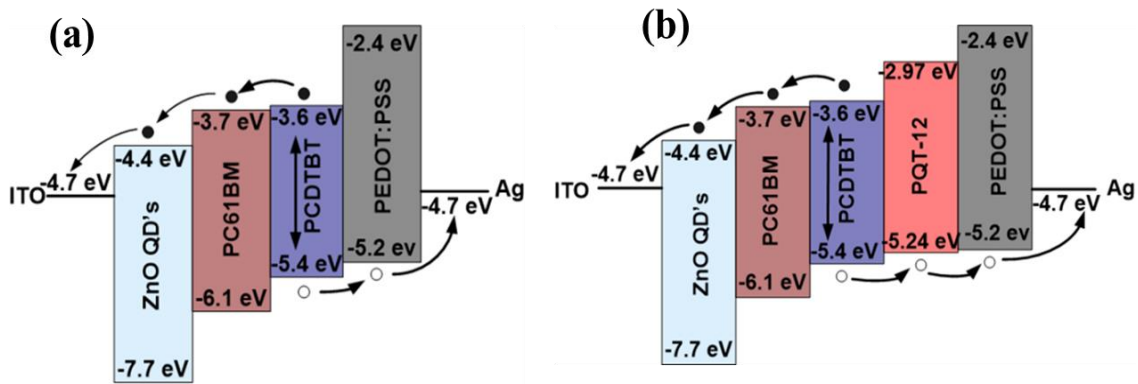 (a)
-2.4 eV
-3.7 eV
-3.6 eV
-4.4 eV
-4.7 eV
ITO
ZnO QD's
PC61BM
PCDTBT
PEDOT:PSS
Ag
-4.7 eV
-5.2 ev
-5.4 eV
-6.1 eV
-7.7 eV
(b)
-2.4 eV
-2.97 eV
-3.7 eV
-3.6 eV
-4.4 eV
-4.7 eV
ITO
ZnO QD's
PC61BM
PCDTBT
PQT-12
PEDOT:PSS
Ag
-4.7 eV
-5.2 ev
-5.24 eV
-5.4 eV
-6.1 eV
-7.7 eV